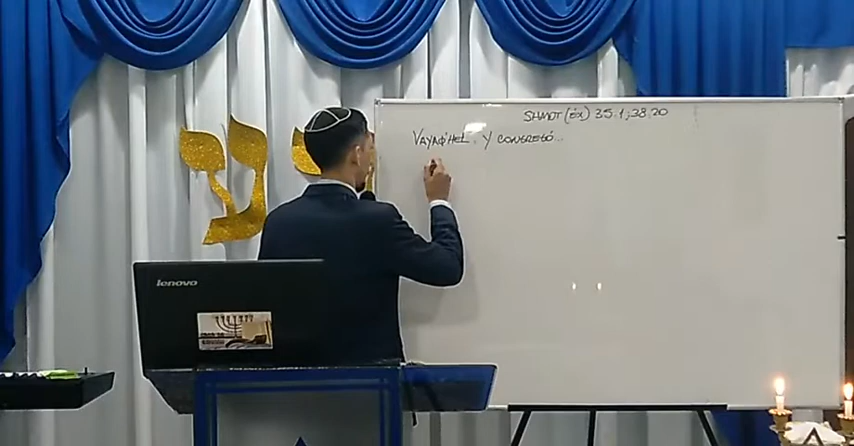 SHMOT (Éx) 35.1;38.20
VAYAQ'HEL. Y CONGREGÓ...
lenovo
ע